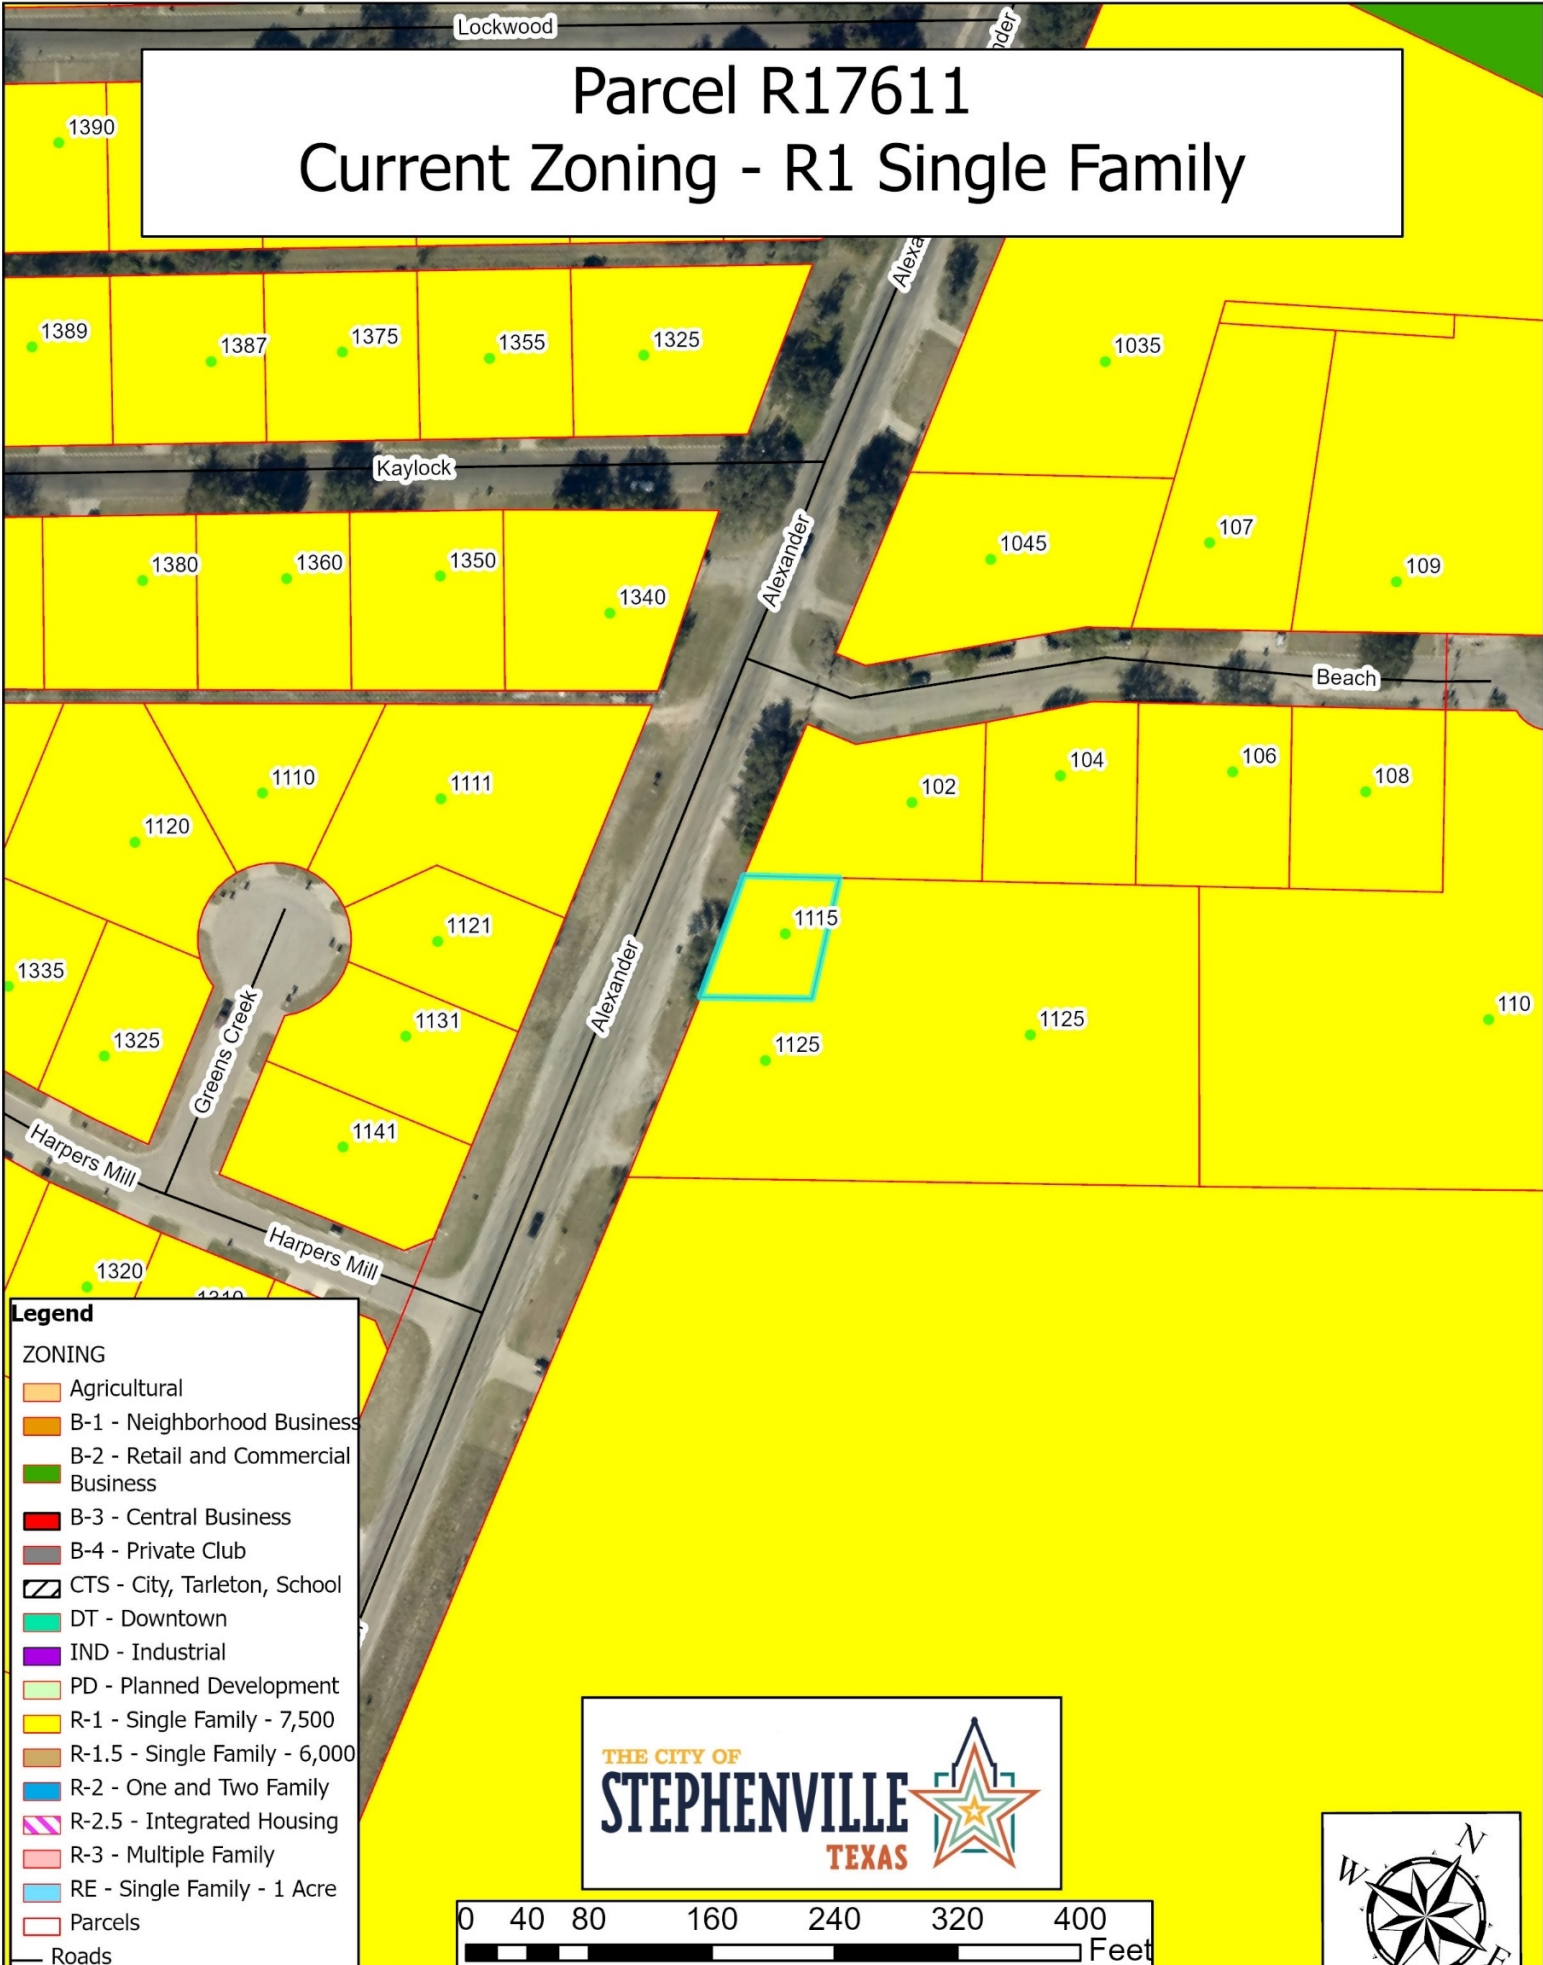 Lockwood
Parcel R17611
Current Zoning - R1 Single Family
1390
1389
1387
1375
1355
1325
1035
Kaylock
107
109
1045
1380
1360
1350
1340
Alexander
Beach
1110
1111
1120
102
104
106
108
1115
1121
1335
1325
1131
1125
1125
110
Alexander
Greens Creek
1141
Harpers Mill
Harpers Mill
1320
Legend
ZONING
Agricultural
B-1 - Neighborhood Business
B-2 - Retail and Commercial
Business
B-3 - Central Business
B-4 - Private Club
CTS - City, Tarleton, School
DT - Downtown
IND - Industrial
PD - Planned Development
R-1 - Single Family - 7,500
R-1.5 - Single Family - 6,000
R-2 - One and Two Family
R-2.5 - Integrated Housing
R-3 - Multiple Family
RE - Single Family - 1 Acre
Parcels
Roads
THE CITY OF
STEPHENVILLE
TEXAS
0 40 80 160 240 320 400
Feet
N
W
E